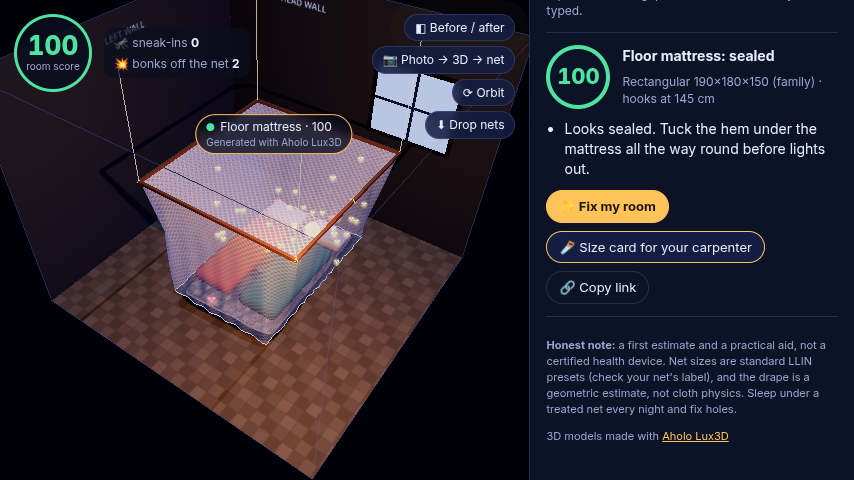 100
room score
LEFT WALL
HEAD WALL
sneak-ins 0
bonks off the net 2
Before / after
Photo → 3D → net
Orbit
Drop nets
Floor mattress · 100
Generated with Aholo Lux3D
typed.
100
Floor mattress: sealed
Rectangular 190×180×150 (family) ·
hooks at 145 cm
Looks sealed. Tuck the hem under the
mattress all the way round before lights
out.
Fix my room
Size card for your carpenter
Copy link
Honest note: a first estimate and a practical aid, not a
certified health device. Net sizes are standard LLIN
presets (check your net's label), and the drape is a
geometric estimate, not cloth physics. Sleep under a
treated net every night and fix holes.
3D models made with Aholo Lux3D